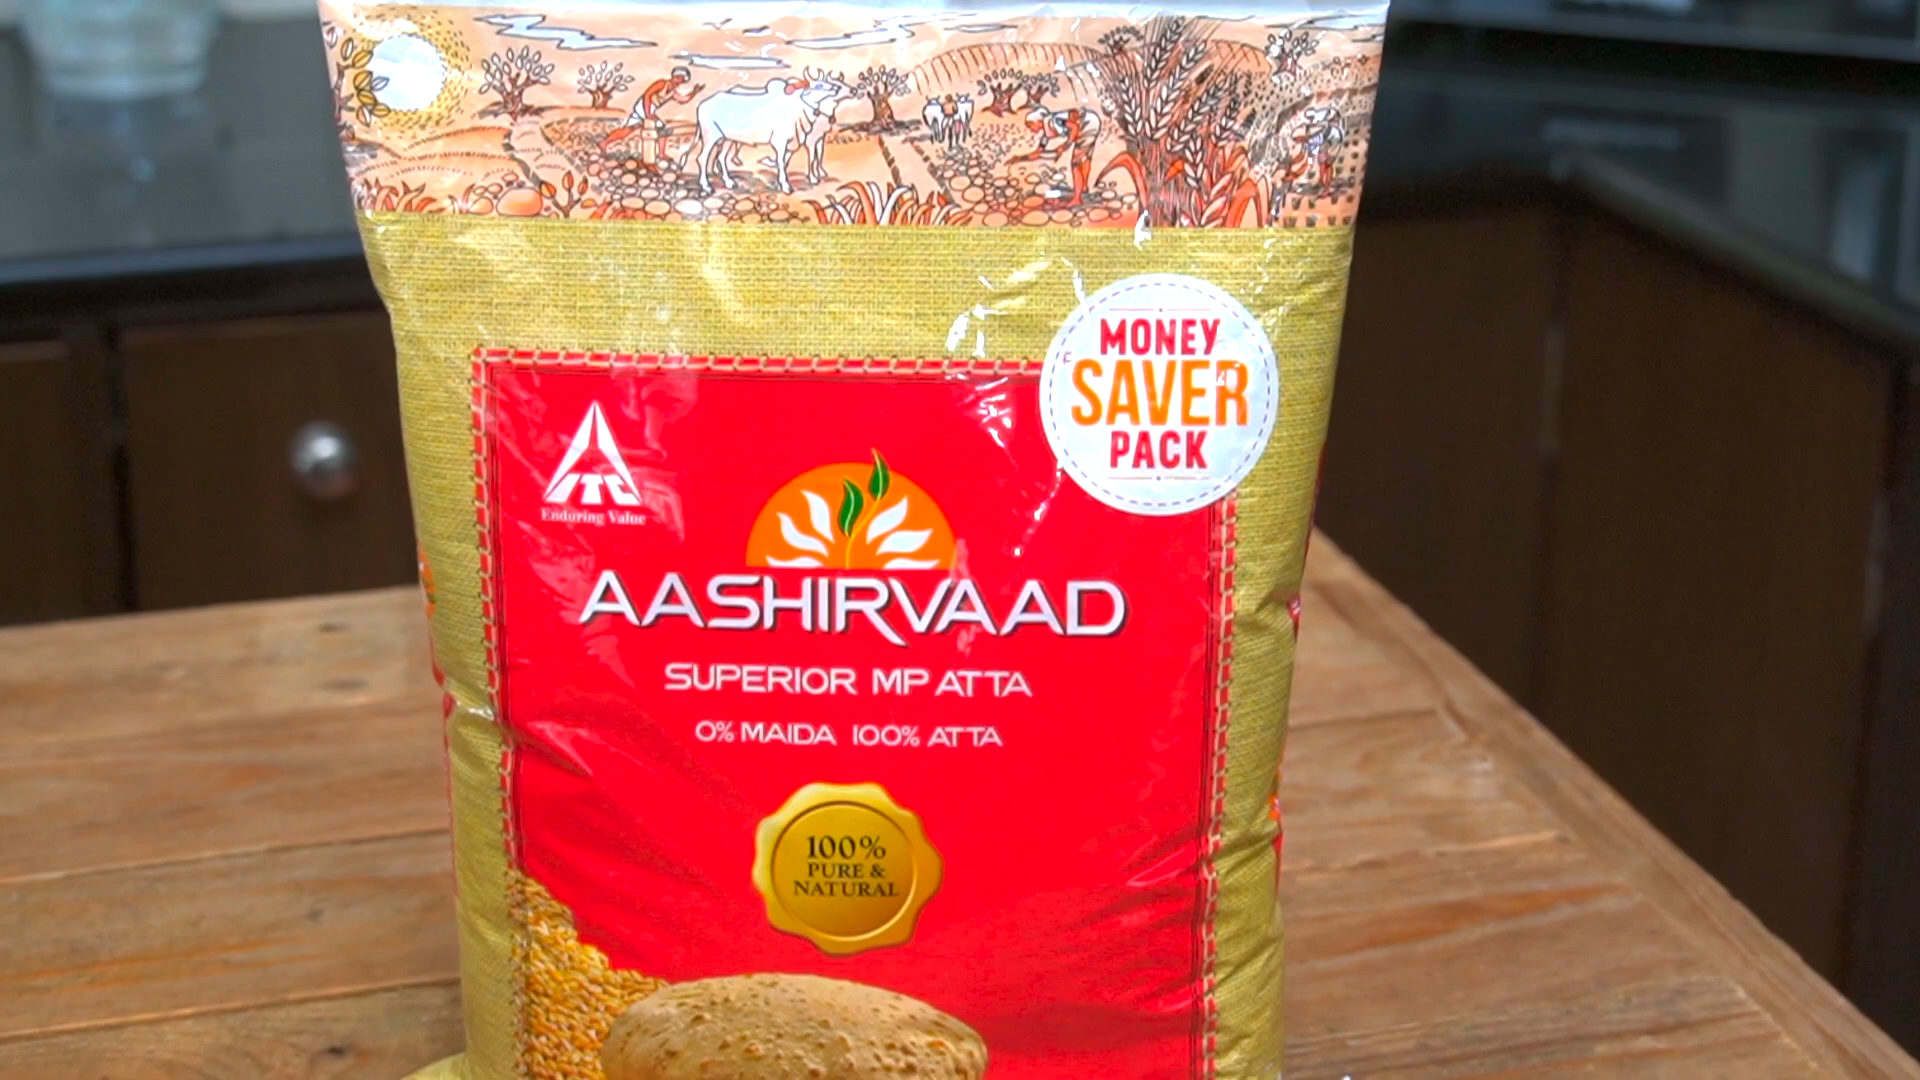 MONEY
SAVER
PACK
ITC
Enduring Value
AASHIRVAAD
SUPERIOR MP ATTA
0% MAIDA 100% ATTA
100%
PURE &
NATURAL